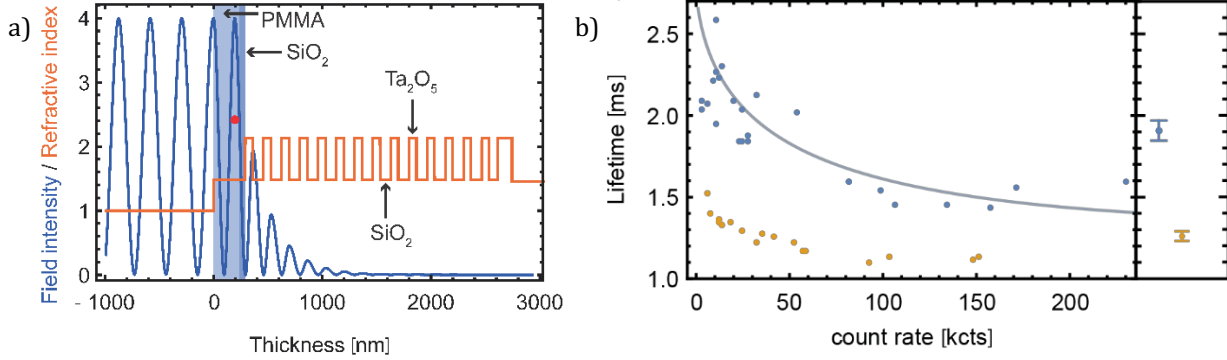 a)
Field intensity / Refractive index
4
3
2
1
0
PMMA
SiO₂
Ta₂O₅
SiO₂
- 1000 0 1000 2000 3000
Thickness [nm]
b)
Lifetime [ms]
2.5
2.0
1.5
1.0
0 50 100 150 200
count rate [kcts]